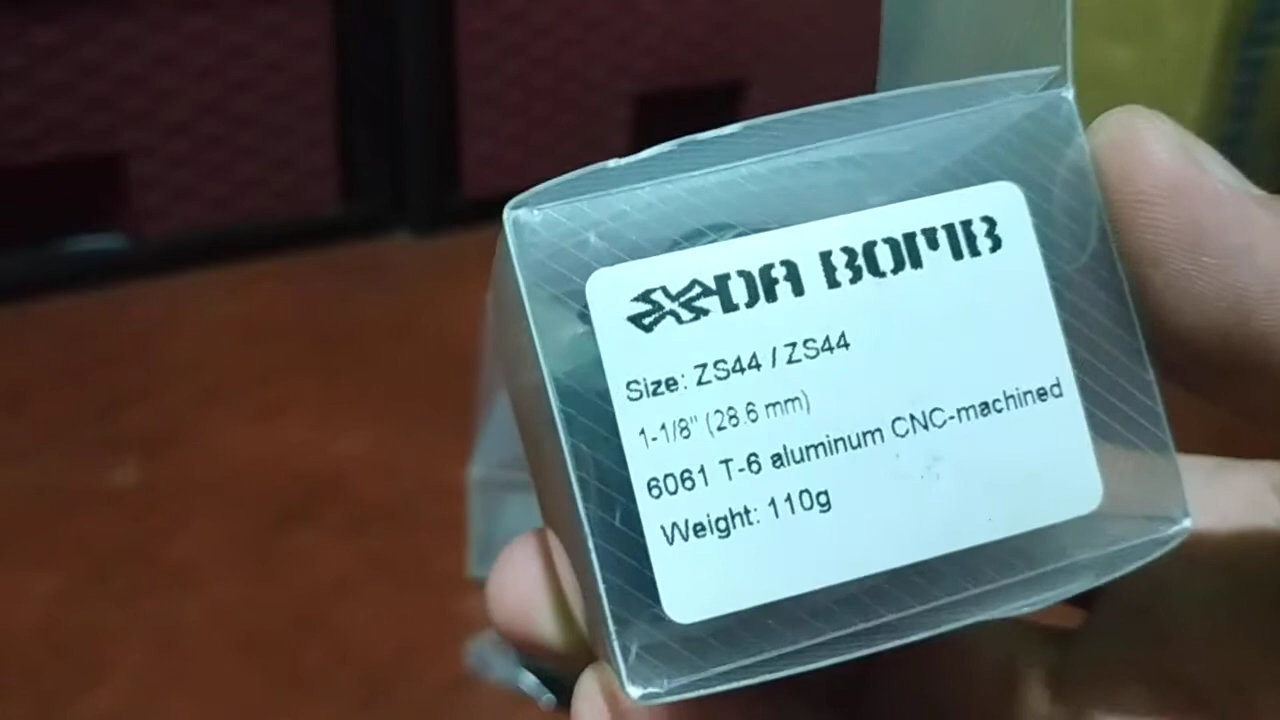 DA BOMB
Size: ZS44 / ZS44
1-1/8" (28.6 mm)
6061 T-6 aluminum CNC-machined
Weight: 110g